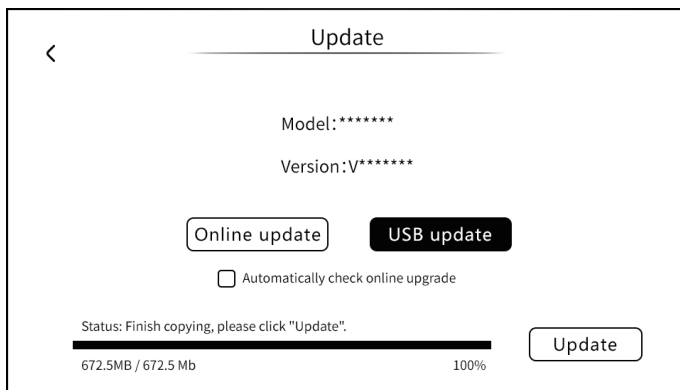 Update
Model:*******
Version:V*******
Online update
USB update
Automatically check online upgrade
Status: Finish copying, please click "Update".
672.5MB / 672.5 Mb
100%
Update